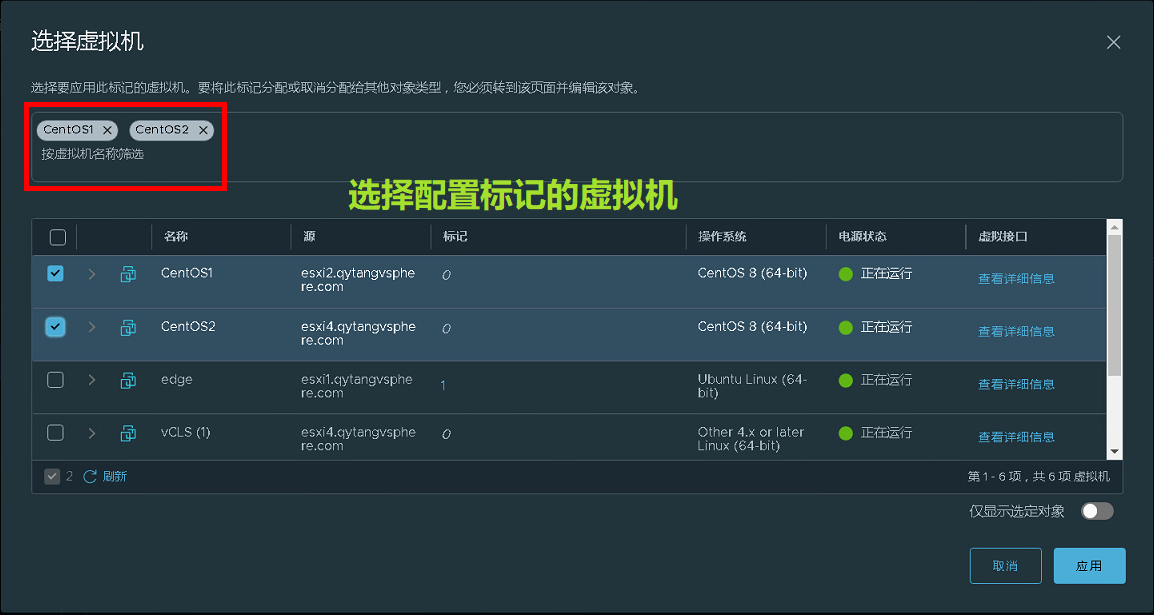 选择虚拟机
选择要应用此标记的虚拟机。要将此标记分配或取消分配给其他对象类型，您必须转到该页面并编辑该对象。
CentOS1 CentOS2
按虚拟机名称筛选
选择配置标记的虚拟机
名称 源 标记 操作系统 电源状态 虚拟接口
CentOS1 esxi2.qytangvsphe 0 CentOS 8 (64-bit) 正在运行 查看详细信息
re.com
CentOS2 esxi4.qytangvsphe 0 CentOS 8 (64-bit) 正在运行 查看详细信息
re.com
edge esxi1.qytangvsphe 1 Ubuntu Linux (64- 正在运行 查看详细信息
re.com bit)
vCLS (1) esxi4.qytangvsphe 0 Other 4.x or later 正在运行 查看详细信息
re.com Linux (64-bit)
2 刷新 第 1 - 6 项，共 6 项 虚拟机
仅显示选定对象
取消 应用